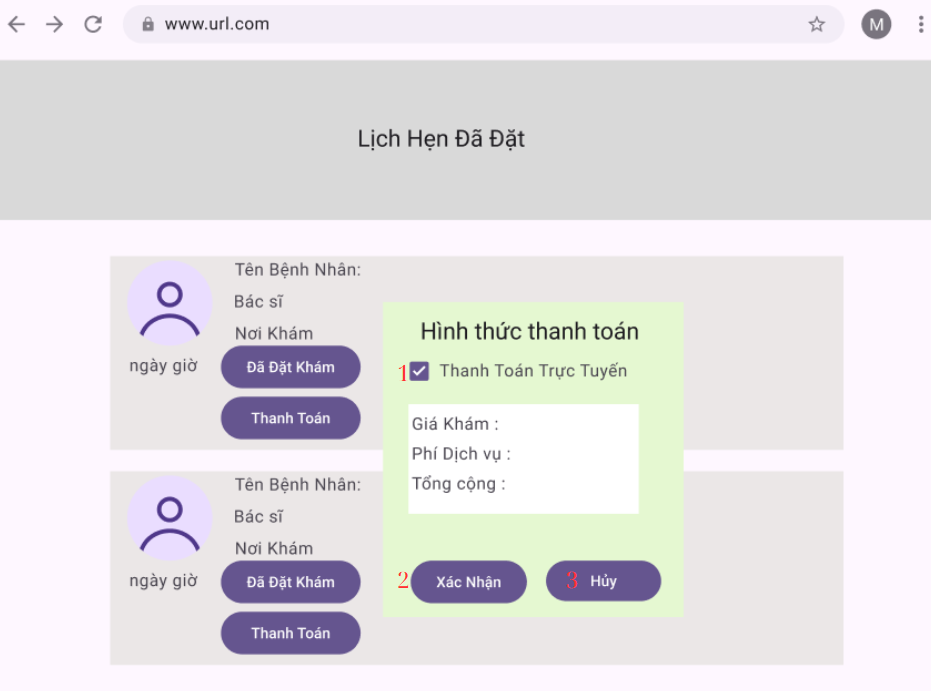 www.url.com
M
Lịch Hẹn Đã Đặt
Tên Bệnh Nhân:
Bác sĩ
Nơi Khám
ngày giờ
Đã Đặt Khám
Thanh Toán
Hình thức thanh toán
1 Thanh Toán Trực Tuyến
Giá Khám :
Phí Dịch vụ :
Tổng cộng :
2 Xác Nhận
3 Hủy
Tên Bệnh Nhân:
Bác sĩ
Nơi Khám
ngày giờ
Đã Đặt Khám
Thanh Toán